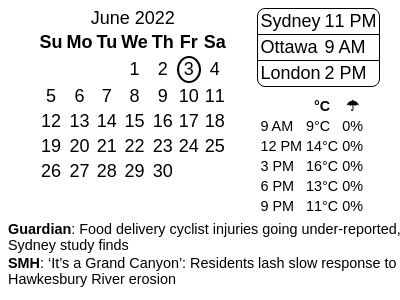 June 2022
Su Mo Tu We Th Fr Sa
1 2 3 4
5 6 7 8 9 10 11
12 13 14 15 16 17 18
19 20 21 22 23 24 25
26 27 28 29 30
Sydney 11 PM
Ottawa 9 AM
London 2 PM
°C ☂
9 AM 9°C 0%
12 PM 14°C 0%
3 PM 16°C 0%
6 PM 13°C 0%
9 PM 11°C 0%
Guardian: Food delivery cyclist injuries going under-reported,
Sydney study finds
SMH: ‘It’s a Grand Canyon’: Residents lash slow response to
Hawkesbury River erosion